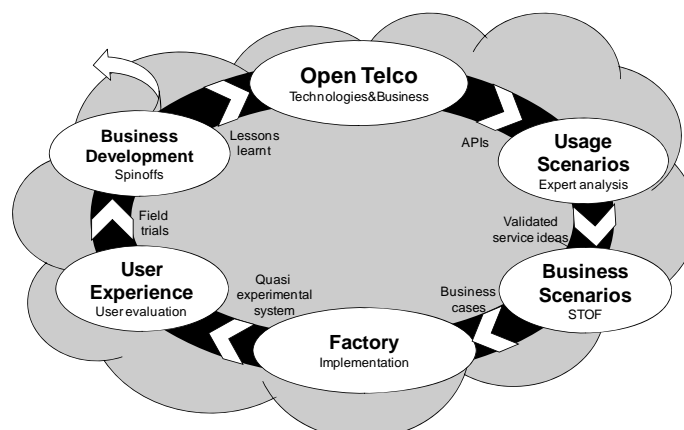 Open Telco
Technologies&Business
Business
Development
Spinoffs
Lessons
learnt
APIs
Usage
Scenarios
Expert analysis
Field
trials
Validated
service ideas
User
Experience
User evaluation
Quasi
experimental
system
Business
cases
Business
Scenarios
STOF
Factory
Implementation